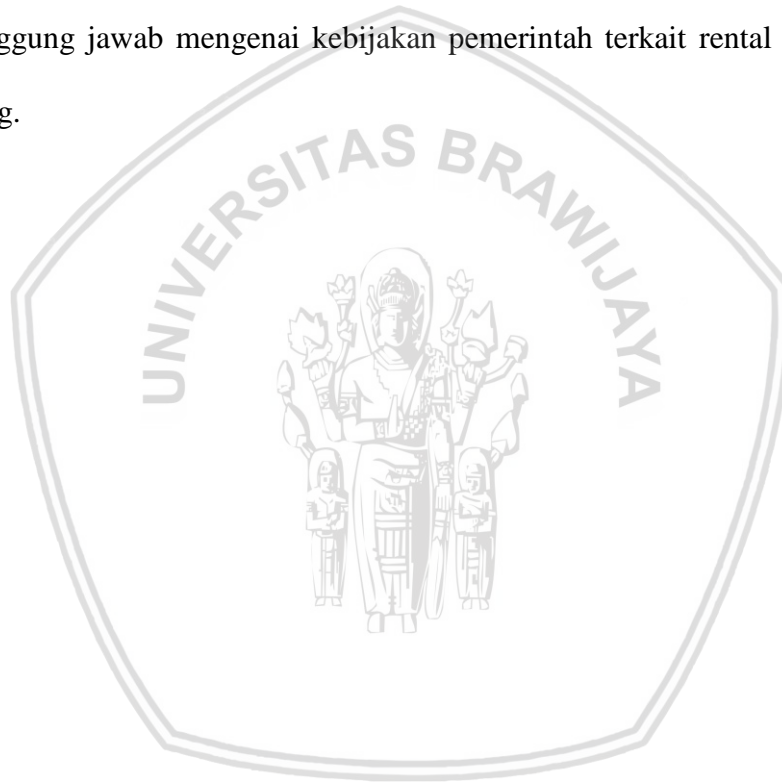 ggung jawab mengenai kebijakan pemerintah terkait rental
g.
UNIVERSITAS BRAWIJAYA